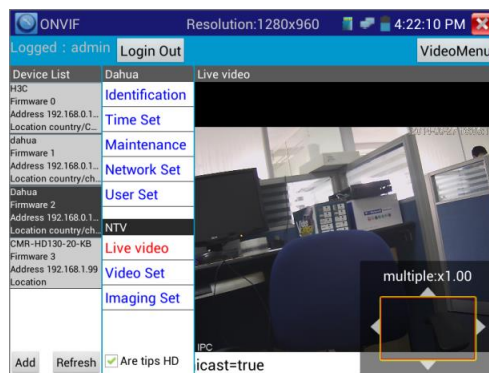 ONVIF
Resolution:1280x960
4:22:10 PM
Logged : admin
Login Out
VideoMenu
Device List
Dahua
Live video
H3C
Firmware 0
Address 192.168.0.1...
Location country/C...
dahua
Firmware 1
Address 192.168.0.1...
Location country/ch...
Dahua
Firmware 2
Address 192.168.0.1...
Location country/ch...
CMR-HD130-20-KB
Firmware 3
Address 192.168.1.99
Location
Identification
Time Set
Maintenance
Network Set
User Set
NTV
Live video
Video Set
Imaging Set
multiple:x1.00
IPC
Add
Refresh
Are tips HD
icast=true